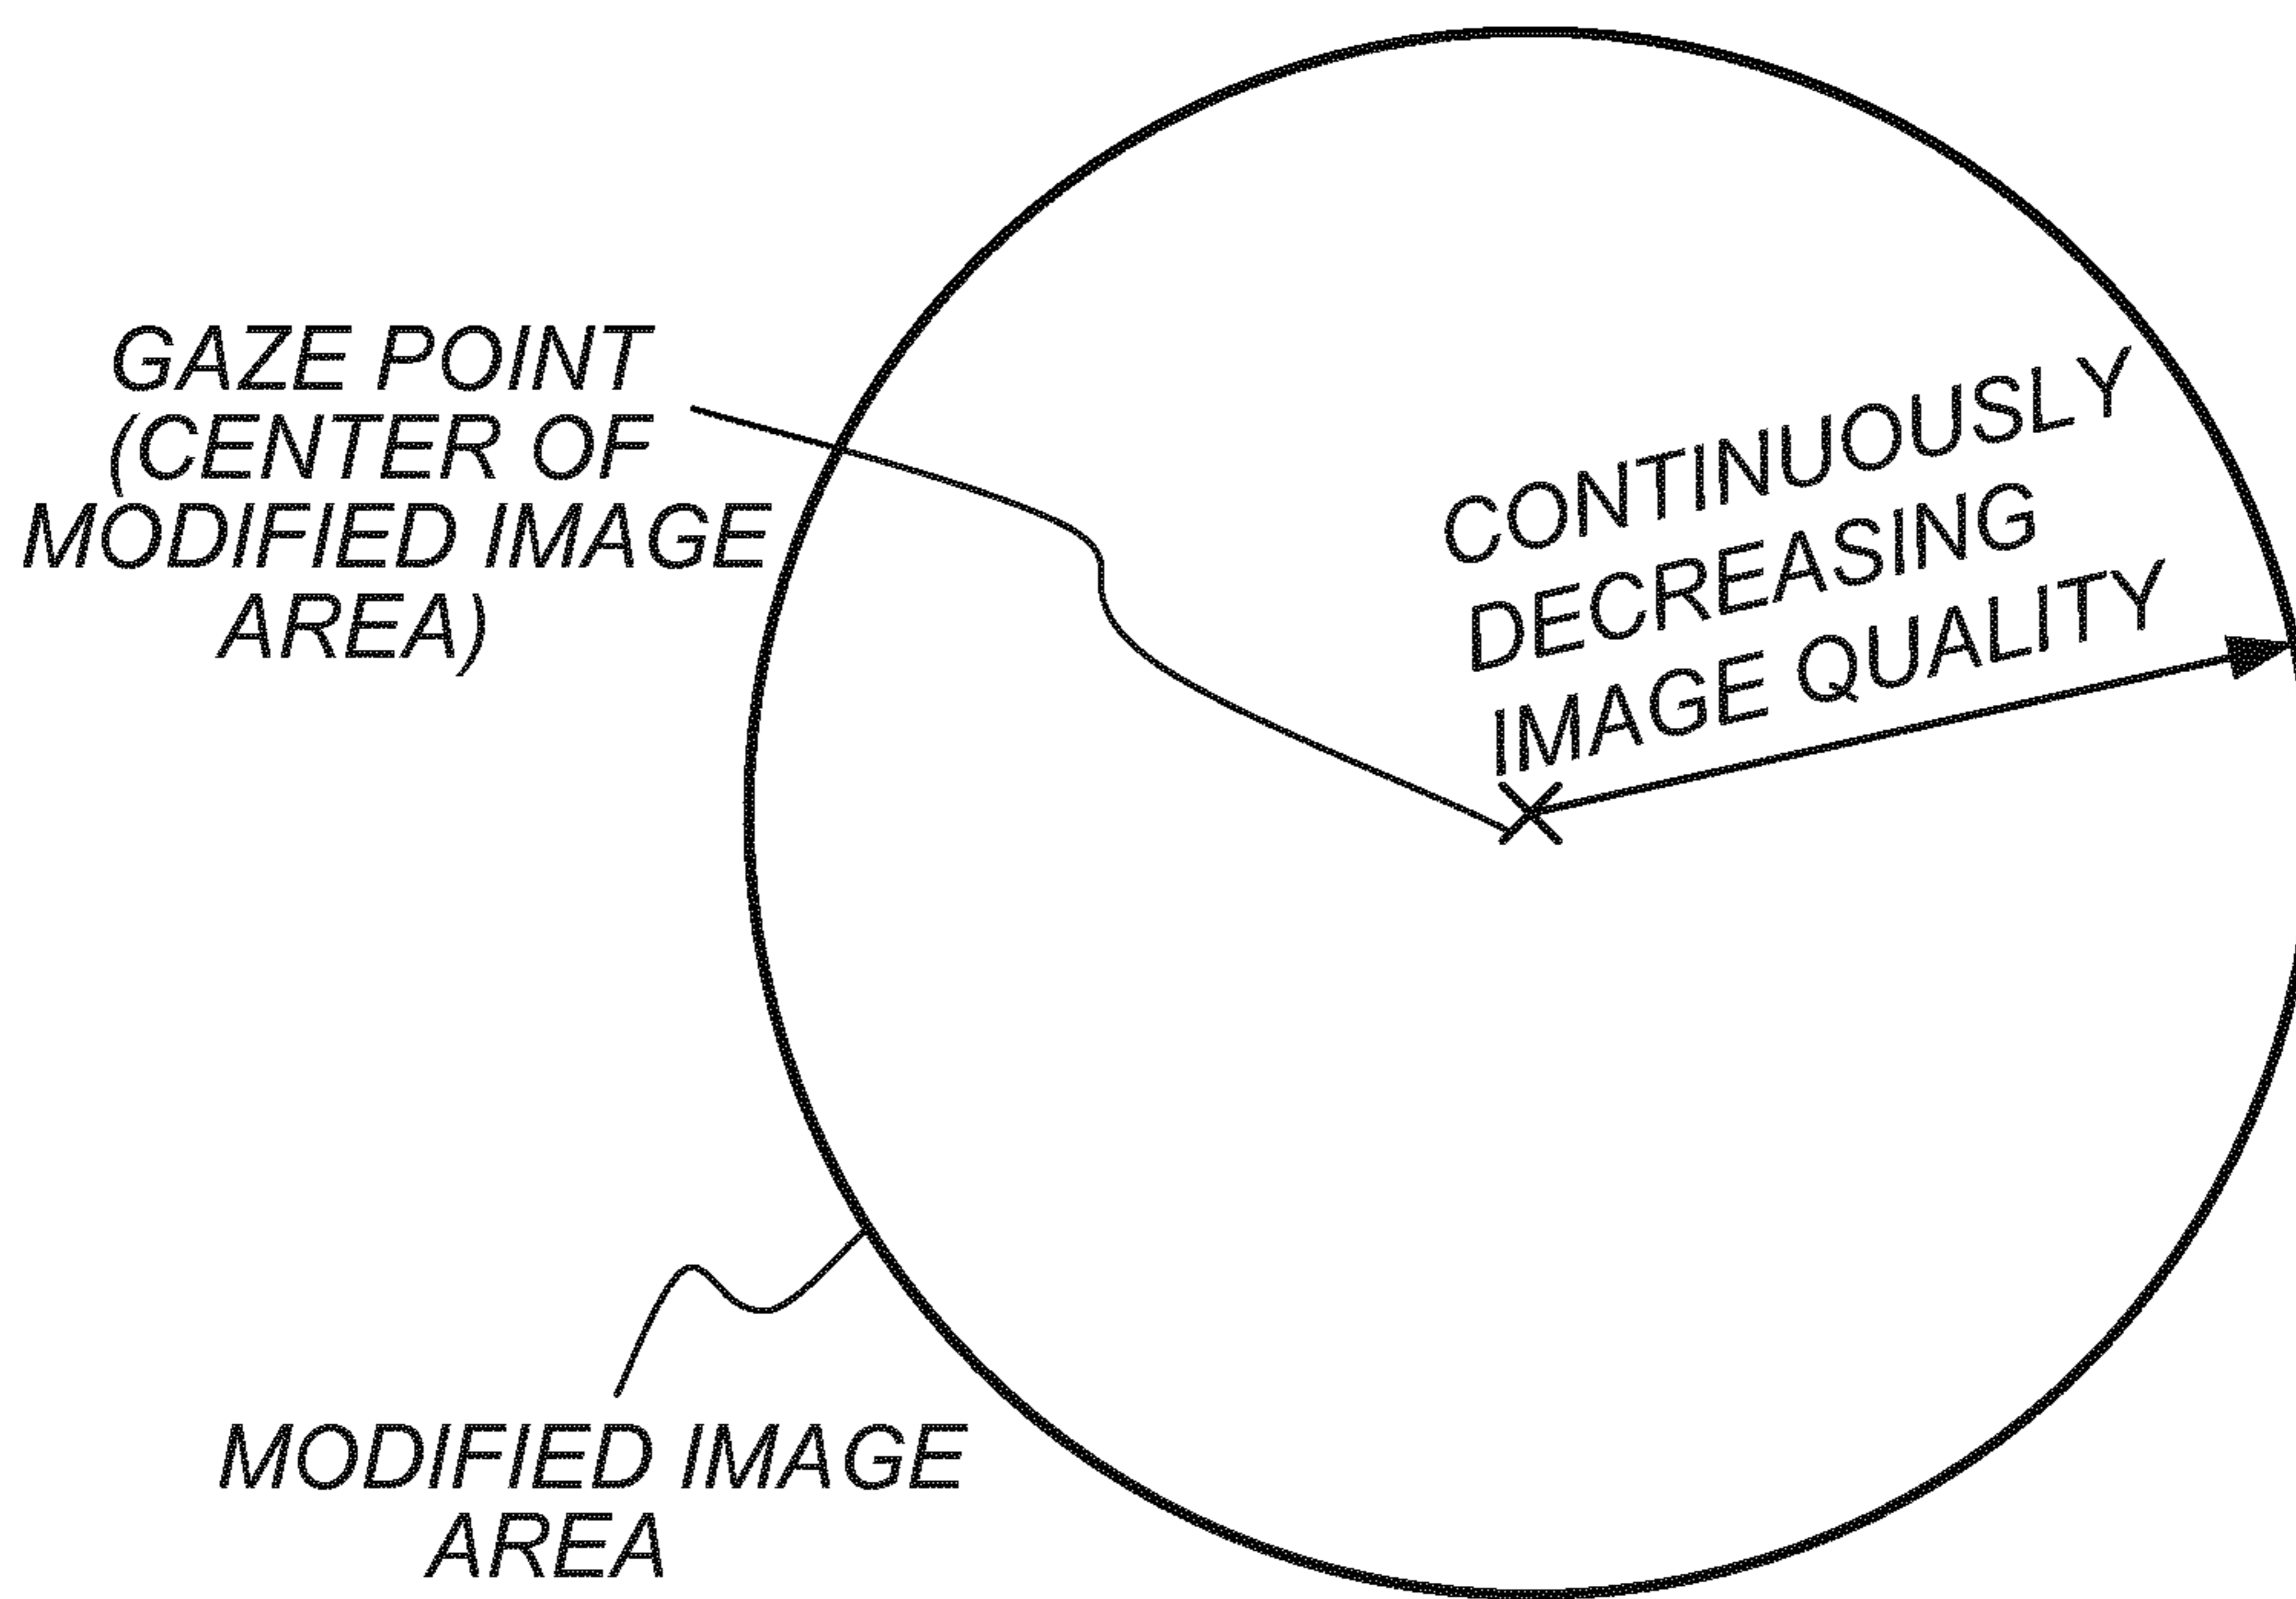 GAZE POINT
(CENTER OF
MODIFIED IMAGE
AREA)
CONTINUOUSLY
DECREASING
IMAGE QUALITY
MODIFIED IMAGE
AREA